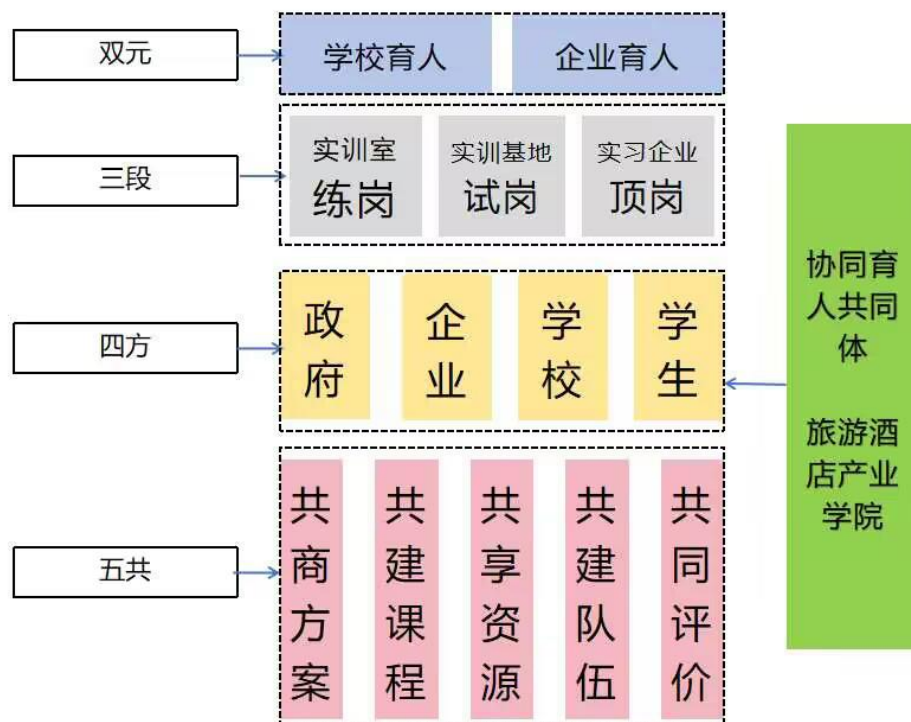 双元
学校育人
企业育人
三段
实训室
练岗
实训基地
试岗
实习企业
顶岗
四方
政府
企业
学校
学生
五共
共商方案
共建课程
共享资源
共建队伍
共同评价
协同育
人共同
体
旅游酒
店产业
学院